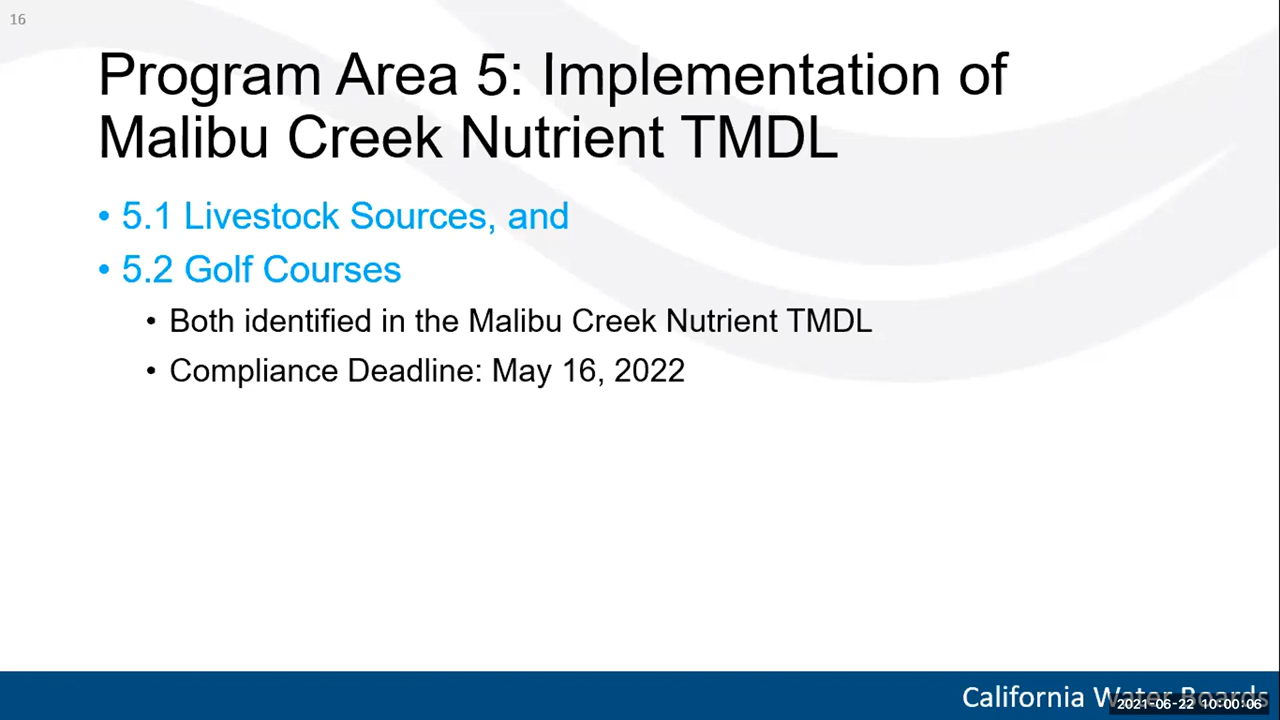 16
Program Area 5: Implementation of
Malibu Creek Nutrient TMDL
• 5.1 Livestock Sources, and
• 5.2 Golf Courses
• Both identified in the Malibu Creek Nutrient TMDL
• Compliance Deadline: May 16, 2022
California Water Boards
2021-06-22 10:00:06